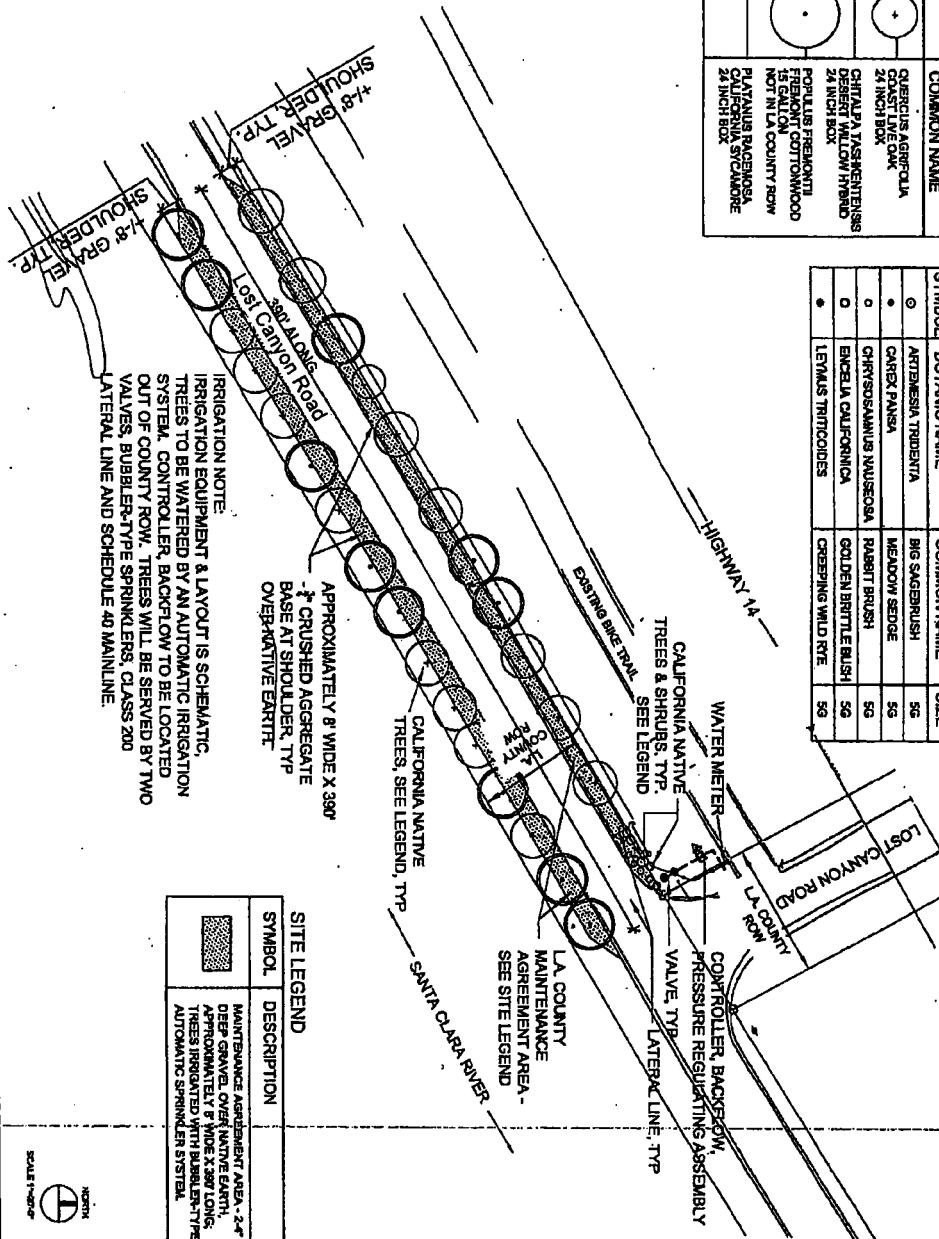 COMMON NAME
QUERCUS AGRIFOLIA
COAST LIVE OAK
24 INCH BOX
CHITALPA TASHKENTENSIS
DESERT WILLOW HYBRID
24 INCH BOX
POPULUS FREMONTII
FREMONT COTTONWOOD
15 GALLON
NOT IN LA COUNTY ROW
PLATANUS RACEMOSA
CALIFORNIA SYCAMORE
24 INCH BOX
SYMBOL BOTANIC NAME COMMON NAME SIZE
ARTEMESIA TRIDENTA BIG SAGEBRUSH 5G
CAREX PANSA MEADOW SEDGE 5G
CHRYSOSAMNUS NAUSEOSA RABBIT BRUSH 5G
ENCELIA CALIFORNICA GOLDEN BRITTLE BUSH 5G
LEYMUS TRITICOIDES CREEPING WILD RYE 5G
+/-8' GRAVEL
SHOULDER, TYP.
+/-8' GRAVEL
SHOULDER, TYP.
390' ALONG
Lost Canyon Road
HIGHWAY 14
EXISTING BIKE TRAIL
WATER METER
CALIFORNIA NATIVE
TREES & SHRUBS, TYP.
SEE LEGEND
LOST CANYON ROAD
L.A. COUNTY
ROW
CONTROLLER, BACKFLOW,
PRESSURE REGULATING ASSEMBLY
VALVE, TYP
LATERAL LINE, TYP
L.A.
COUNTY
ROW
L.A. COUNTY
MAINTENANCE
AGREEMENT AREA -
SEE SITE LEGEND
CALIFORNIA NATIVE
TREES, SEE LEGEND, TYP
APPROXIMATELY 8' WIDE X 390'
CRUSHED AGGREGATE
BASE AT SHOULDER, TYP
OVER NATIVE EARTH.
SANTA CLARA RIVER
IRRIGATION NOTE:
IRRIGATION EQUIPMENT & LAYOUT IS SCHEMATIC,
TREES TO BE WATERED BY AN AUTOMATIC IRRIGATION
SYSTEM. CONTROLLER, BACKFLOW TO BE LOCATED
OUT OF COUNTY ROW. TREES WILL BE SERVED BY TWO
VALVES, BUBBLER-TYPE SPRINKLERS, CLASS 200
LATERAL LINE AND SCHEDULE 40 MAINLINE.
SITE LEGEND
SYMBOL DESCRIPTION
MAINTENANCE AGREEMENT AREA - 2-4"
DEEP GRAVEL OVER NATIVE EARTH,
APPROXIMATELY 8' WIDE X 390' LONG;
TREES IRRIGATED WITH BUBBLER-TYPE
AUTOMATIC SPRINKLER SYSTEM.
NORTH